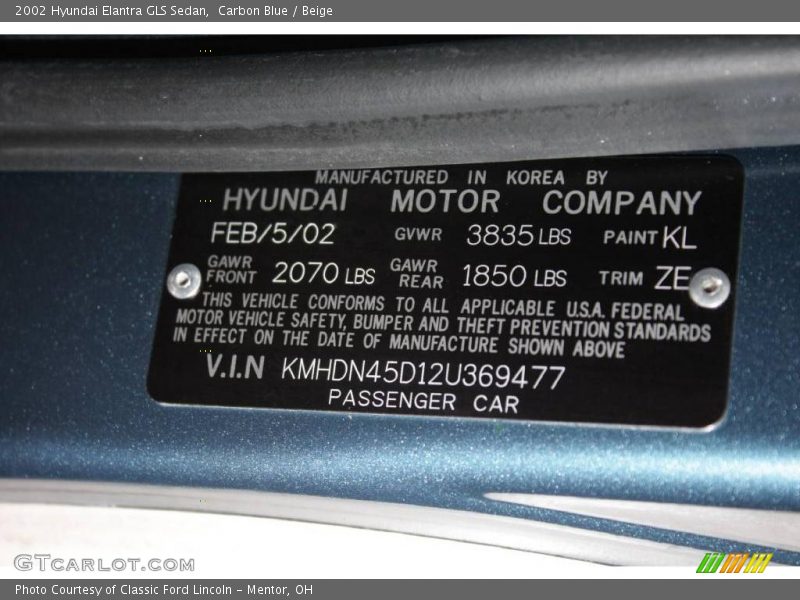 2002 Hyundai Elantra GLS Sedan,  Carbon Blue / Beige
MANUFACTURED IN KOREA BY
HYUNDAI MOTOR COMPANY
FEB/5/02 GVWR 3835 LBS PAINT KL
GAWR FRONT 2070 LBS GAWR REAR 1850 LBS TRIM ZE
THIS VEHICLE CONFORMS TO ALL APPLICABLE U.S.A. FEDERAL
MOTOR VEHICLE SAFETY, BUMPER AND THEFT PREVENTION STANDARDS
IN EFFECT ON THE DATE OF MANUFACTURE SHOWN ABOVE
V.I.N KMHDN45D12U369477
PASSENGER CAR
GTCARLOT.COM
Photo Courtesy of Classic Ford Lincoln - Mentor, OH